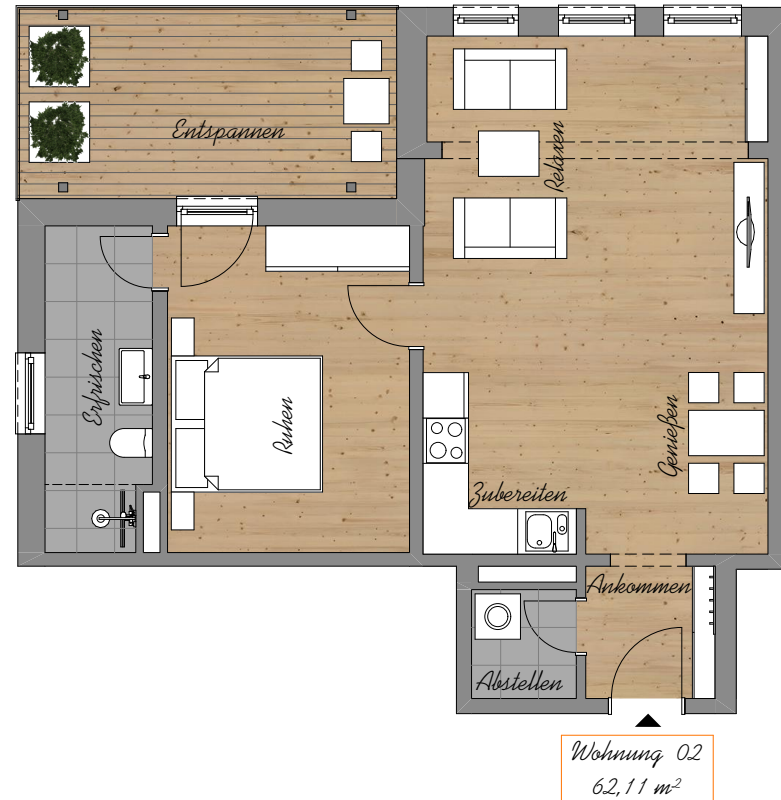 Entspannen
Relaxen
Erfrischen
Ruhen
Genießen
Zubereiten
Ankommen
Abstellen
Wohnung 02
62,11 m²